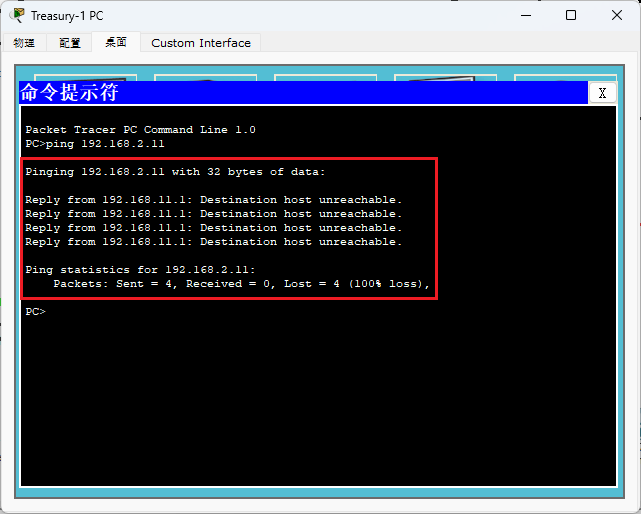 Treasury-1 PC
物理 配置 桌面 Custom Interface
命令提示符 X
Packet Tracer PC Command Line 1.0
PC>ping 192.168.2.11
Pinging 192.168.2.11 with 32 bytes of data:
Reply from 192.168.11.1: Destination host unreachable.
Reply from 192.168.11.1: Destination host unreachable.
Reply from 192.168.11.1: Destination host unreachable.
Reply from 192.168.11.1: Destination host unreachable.
Ping statistics for 192.168.2.11:
Packets: Sent = 4, Received = 0, Lost = 4 (100% loss),
PC>